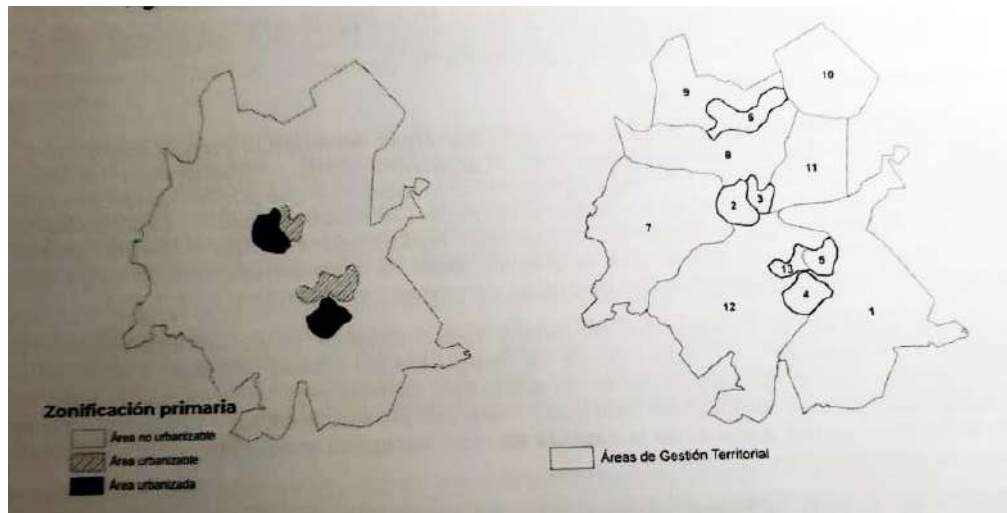 Zonificación primaria
Área no urbanizable
Área urbanizable
Área urbanizada
9
10
6
8
11
2
3
7
13
5
4
12
1
Áreas de Gestión Territorial